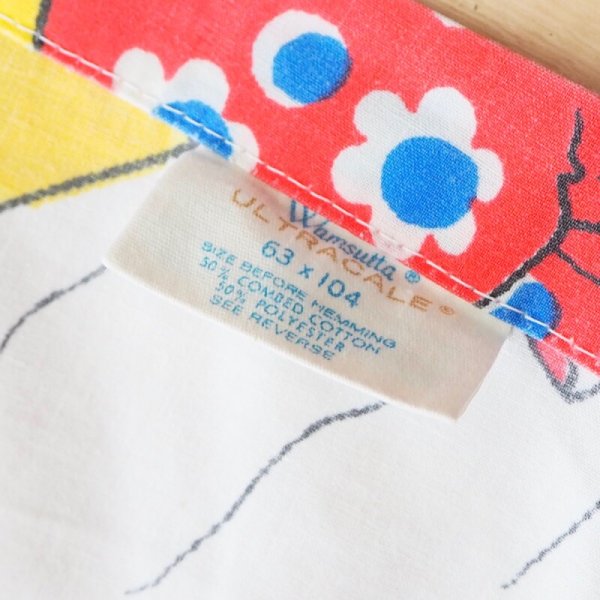 Wamsutta®
ULTRACALE®
63 x 104
SIZE BEFORE HEMMING
50% COMBED COTTON
50% POLYESTER
SEE REVERSE